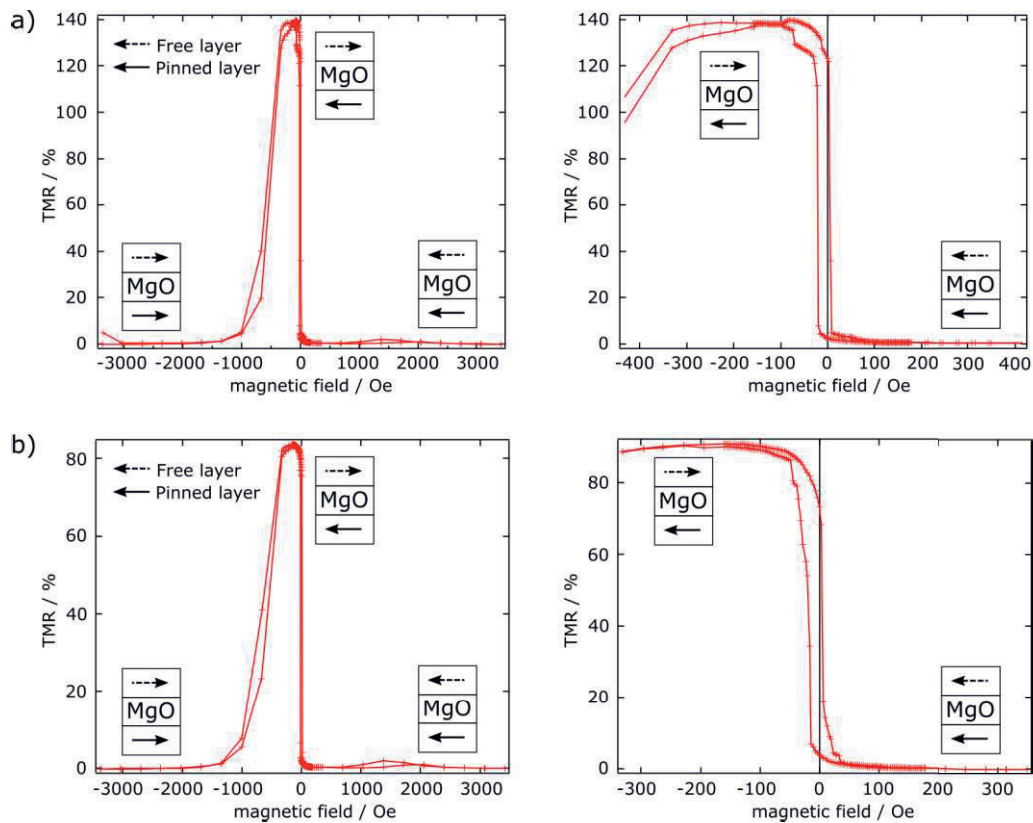 a)
140
120
100
80
60
40
20
0
TMR / %
Free layer
Pinned layer
MgO
MgO
MgO
-3000
-2000
-1000
0
1000
2000
3000
magnetic field / Oe
140
120
100
80
60
40
20
0
TMR / %
MgO
MgO
-400
-300
-200
-100
0
100
200
300
400
magnetic field / Oe
b)
80
60
40
20
0
TMR / %
Free layer
Pinned layer
MgO
MgO
MgO
-3000
-2000
-1000
0
1000
2000
3000
magnetic field / Oe
80
60
40
20
0
TMR / %
MgO
MgO
-300
-200
-100
0
100
200
300
magnetic field / Oe